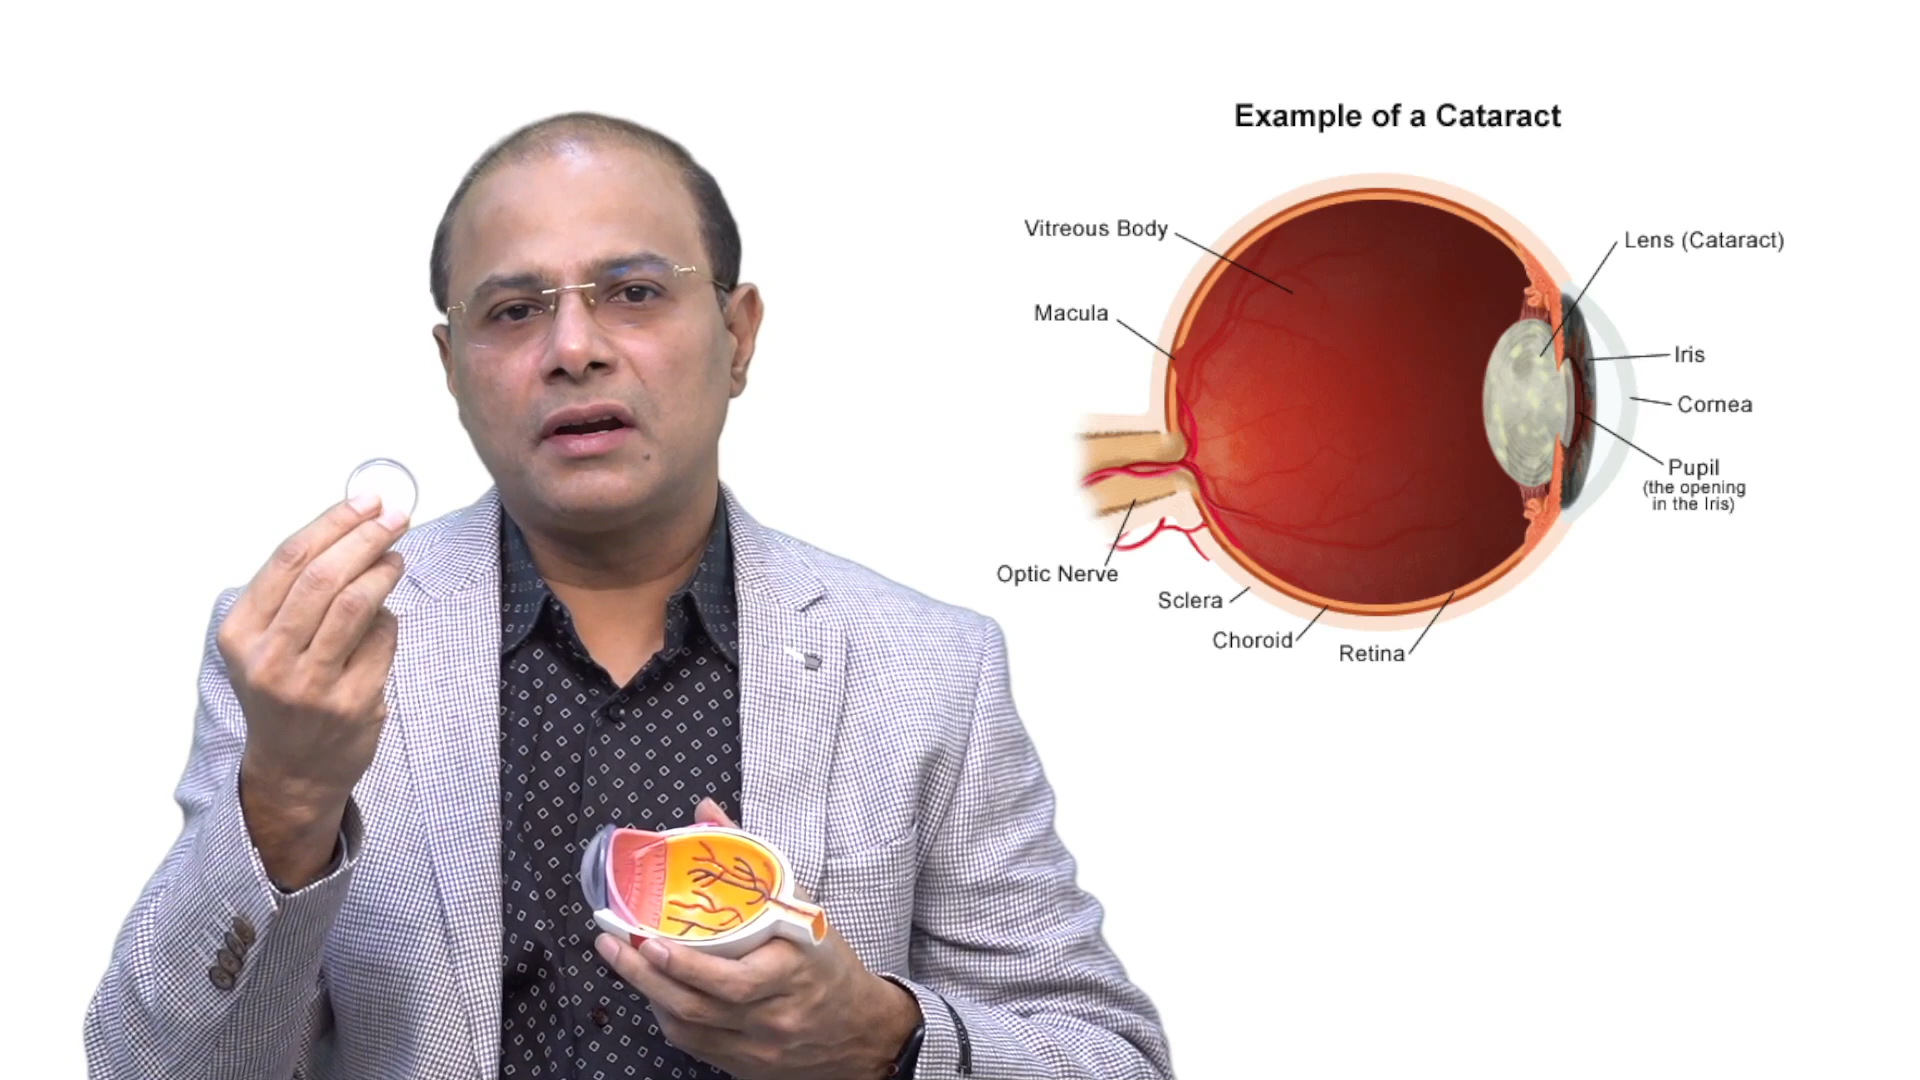 Example of a Cataract
Vitreous Body
Lens (Cataract)
Macula
Iris
Cornea
Pupil
(the opening
in the Iris)
Optic Nerve
Sclera
Choroid
Retina